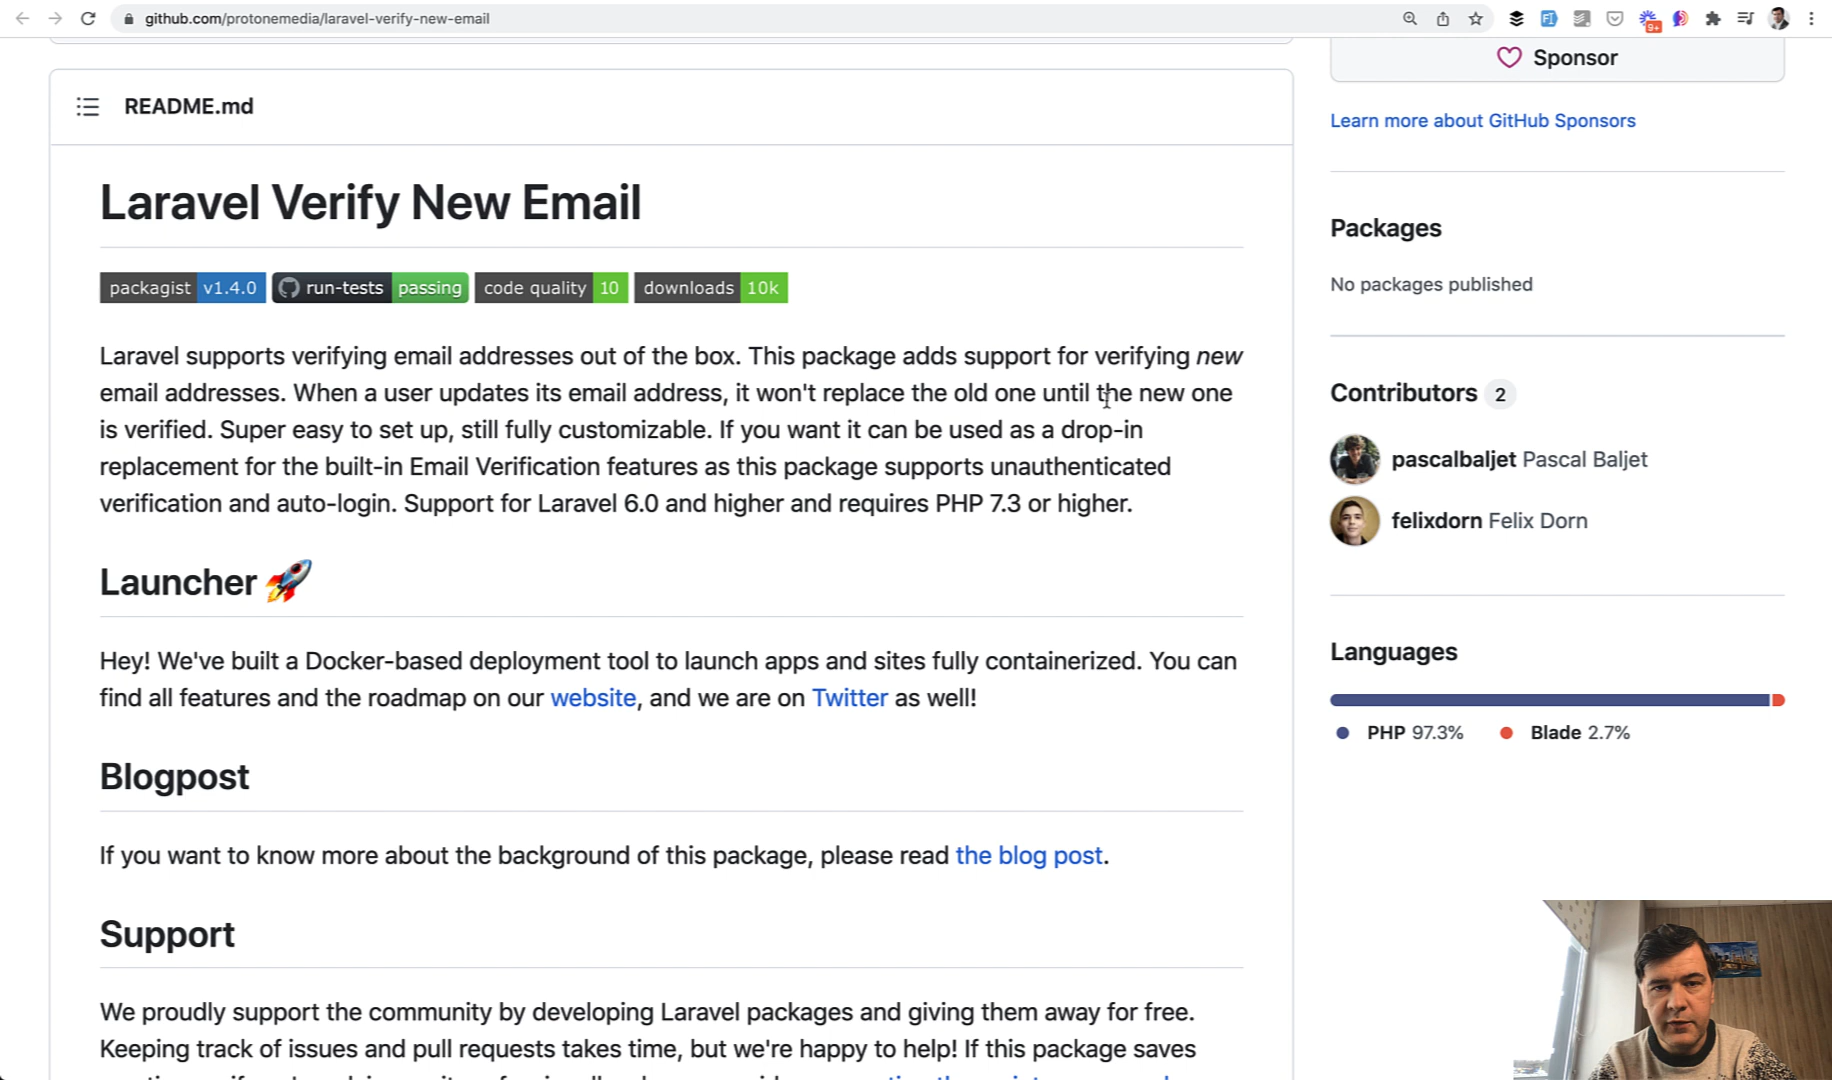 github.com/protonemedia/laravel-verify-new-email
9+
README.md
Laravel Verify New Email
packagist v1.4.0 run-tests passing code quality 10 downloads 10k
Laravel supports verifying email addresses out of the box. This package adds support for verifying new
email addresses. When a user updates its email address, it won't replace the old one until the new one
is verified. Super easy to set up, still fully customizable. If you want it can be used as a drop-in
replacement for the built-in Email Verification features as this package supports unauthenticated
verification and auto-login. Support for Laravel 6.0 and higher and requires PHP 7.3 or higher.
Launcher 🚀
Hey! We've built a Docker-based deployment tool to launch apps and sites fully containerized. You can
find all features and the roadmap on our website, and we are on Twitter as well!
Blogpost
If you want to know more about the background of this package, please read the blog post.
Support
We proudly support the community by developing Laravel packages and giving them away for free.
Keeping track of issues and pull requests takes time, but we're happy to help! If this package saves
Sponsor
Learn more about GitHub Sponsors
Packages
No packages published
Contributors 2
pascalbaljet Pascal Baljet
felixdorn Felix Dorn
Languages
PHP 97.3% Blade 2.7%